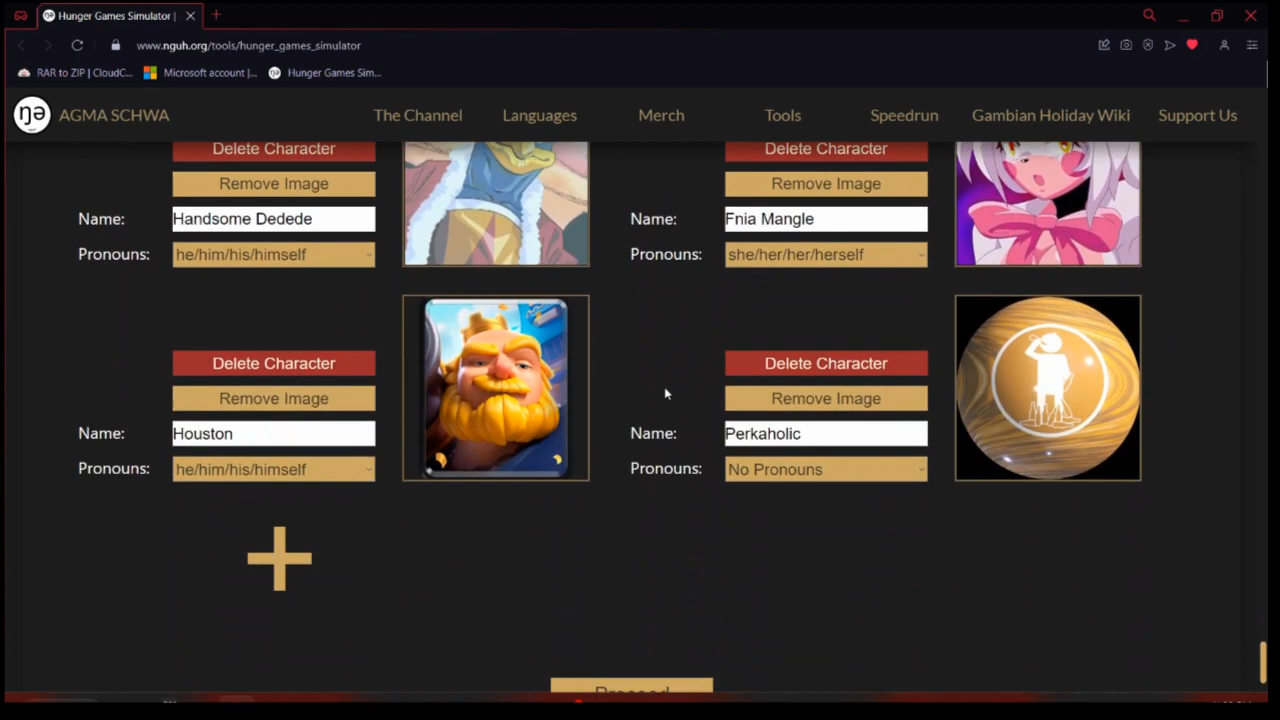 Hunger Games Simulator |
www.nguh.org/tools/hunger_games_simulator
RAR to ZIP | CloudC... Microsoft account |... Hunger Games Sim...
ŋə AGMA SCHWA The Channel Languages Merch Tools Speedrun Gambian Holiday Wiki Support Us
Delete Character Delete Character
Remove Image Remove Image
Name: Handsome Dedede Name: Fnia Mangle
Pronouns: he/him/his/himself Pronouns: she/her/her/herself
Delete Character Delete Character
Remove Image Remove Image
Name: Houston Name: Perkaholic
Pronouns: he/him/his/himself Pronouns: No Pronouns
Proceed